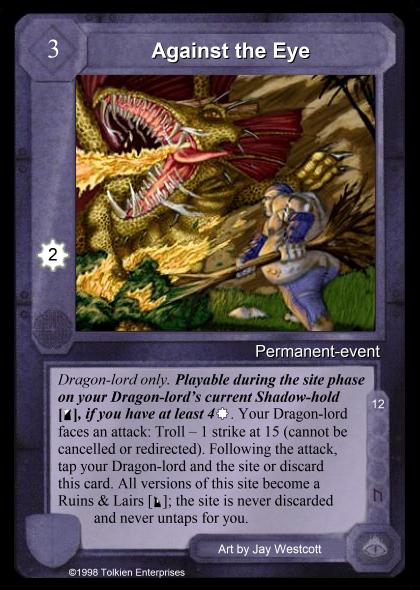 3
Against the Eye
2
Permanent-event
Dragon-lord only. Playable during the site phase
on your Dragon-lord's current Shadow-hold
[], if you have at least 4. Your Dragon-lord
faces an attack: Troll – 1 strike at 15 (cannot be
cancelled or redirected). Following the attack,
tap your Dragon-lord and the site or discard
this card. All versions of this site become a
Ruins & Lairs []; the site is never discarded
and never untaps for you.
12
Art by Jay Westcott
©1998 Tolkien Enterprises